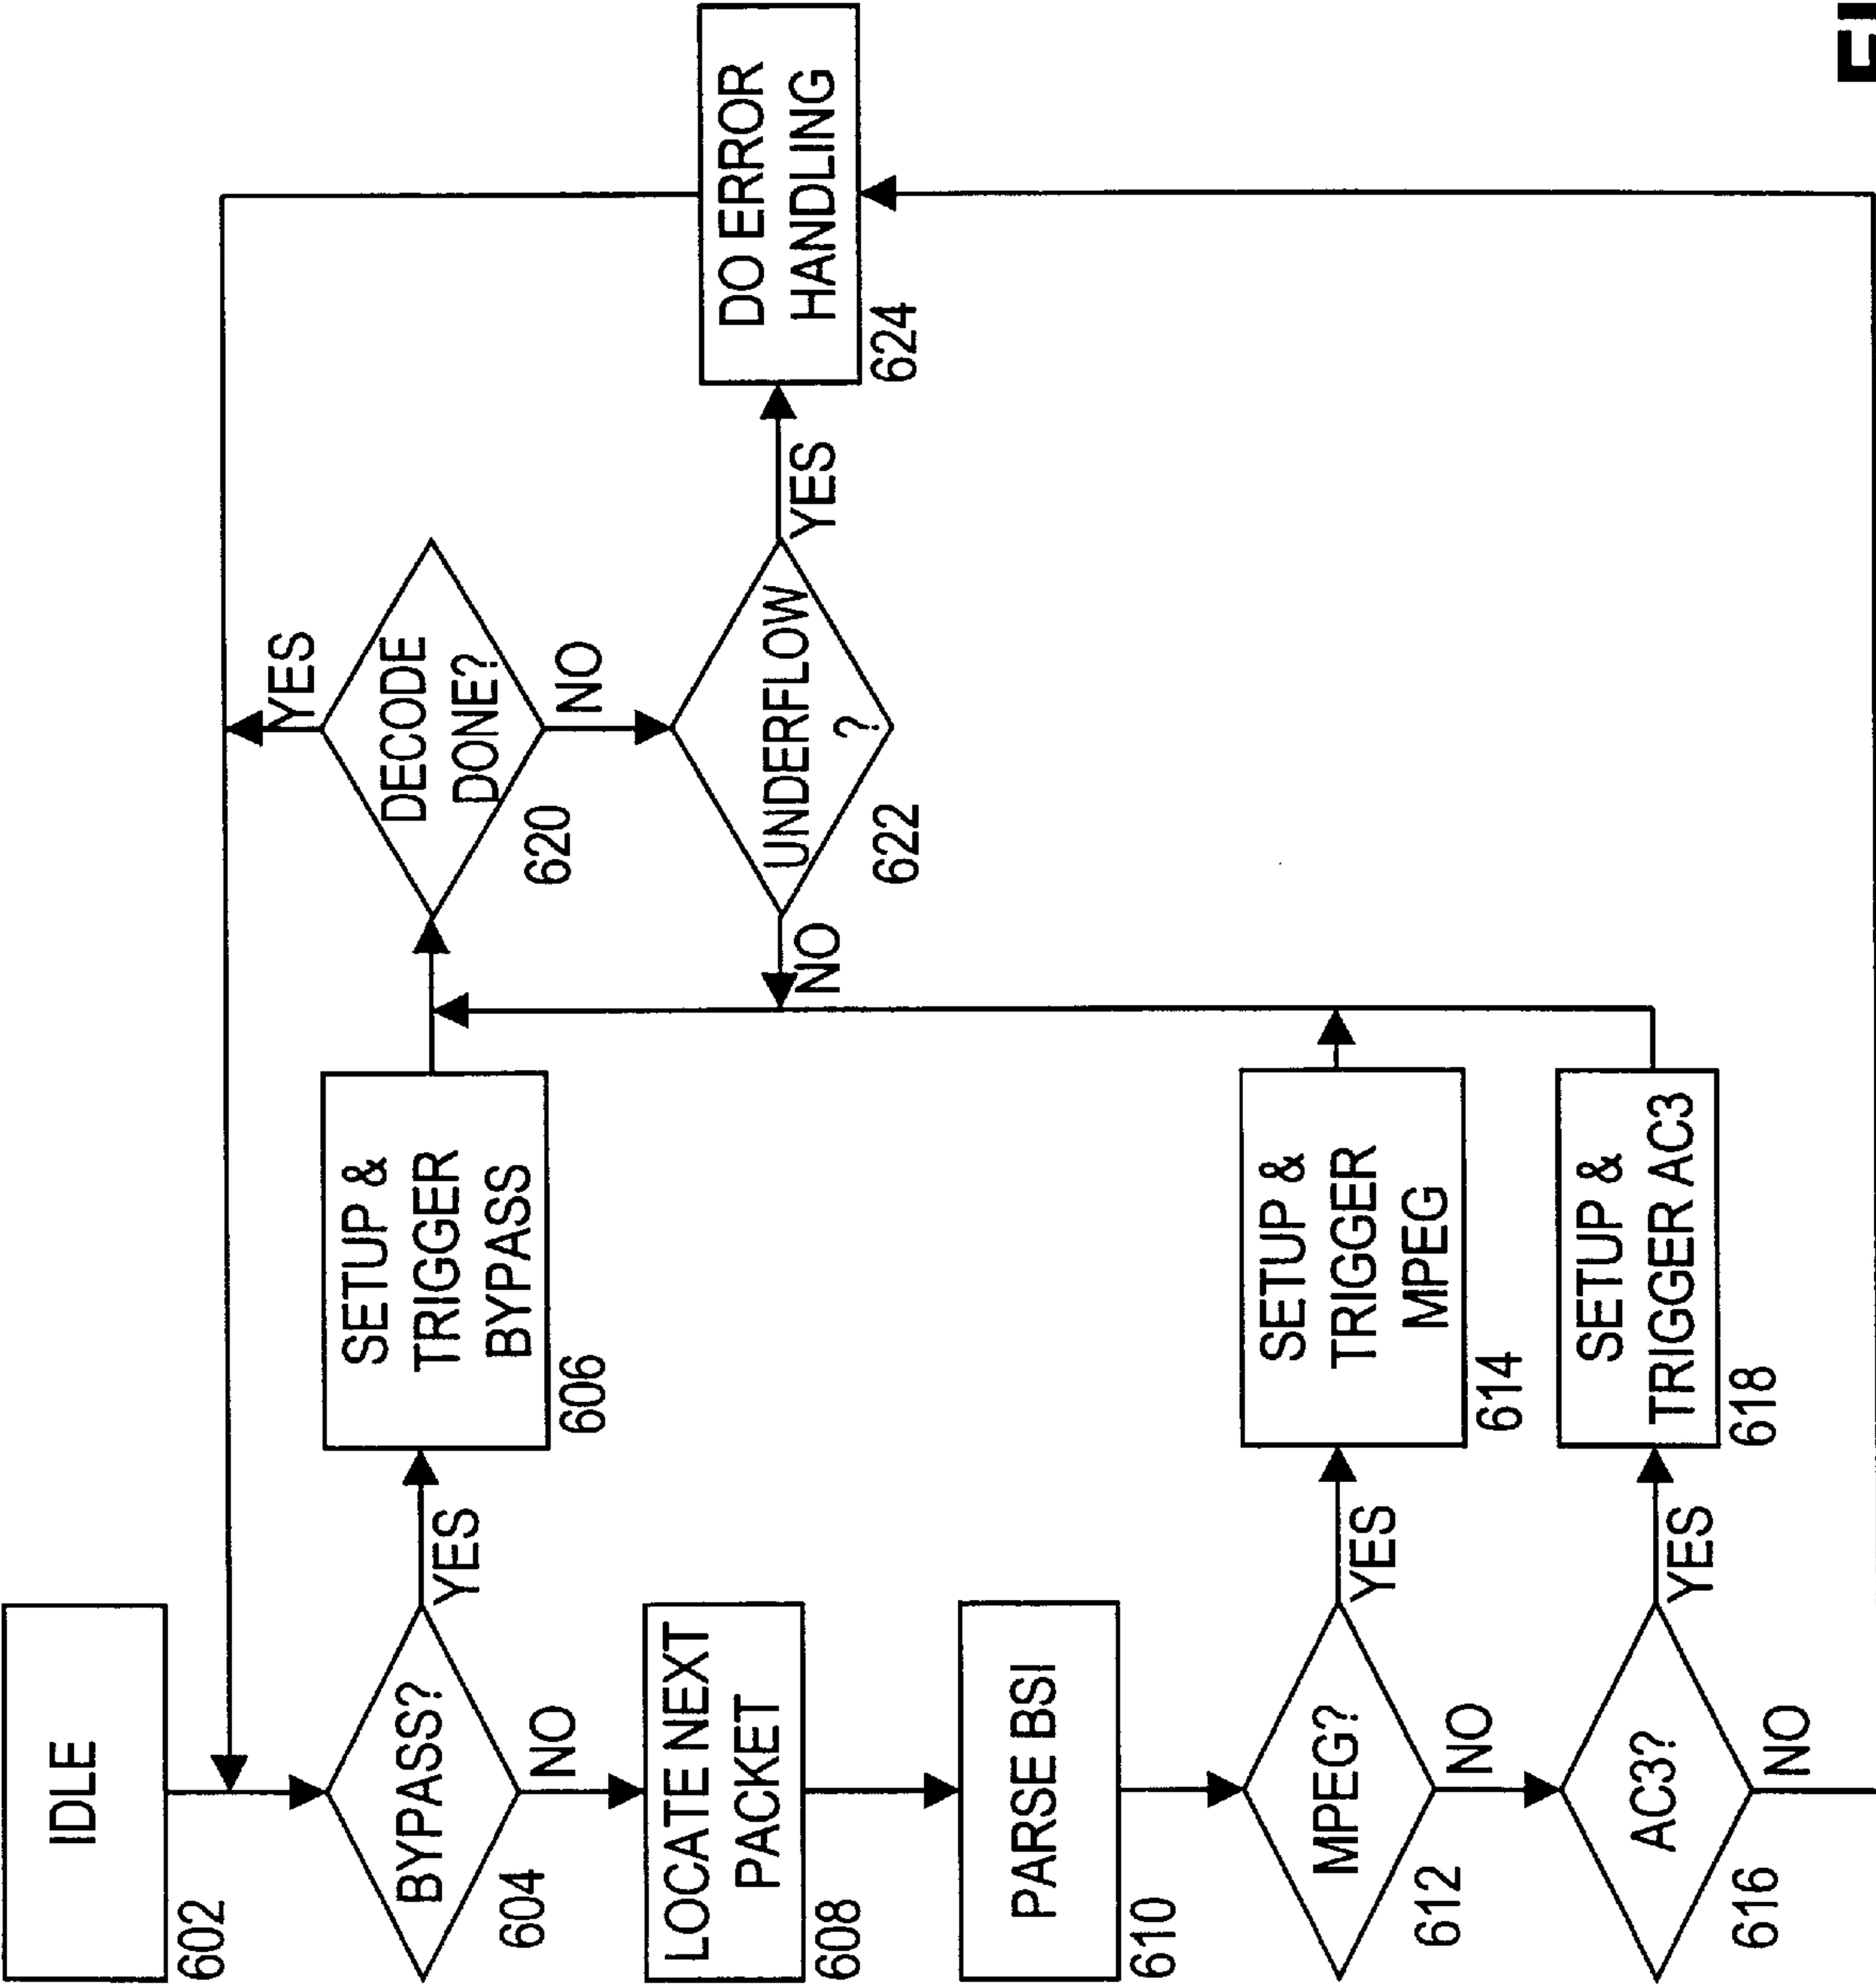 IDLE
602
BYPASS?
604
YES
NO
SETUP &
TRIGGER
BYPASS
606
LOCATE NEXT
PACKET
608
PARSE BSI
610
MPEG?
612
YES
NO
SETUP &
TRIGGER
MPEG
614
AC3?
616
YES
NO
SETUP &
TRIGGER AC3
618
DECODE
DONE?
620
YES
NO
UNDERFLOW
?
622
NO
YES
DO ERROR
HANDLING
624